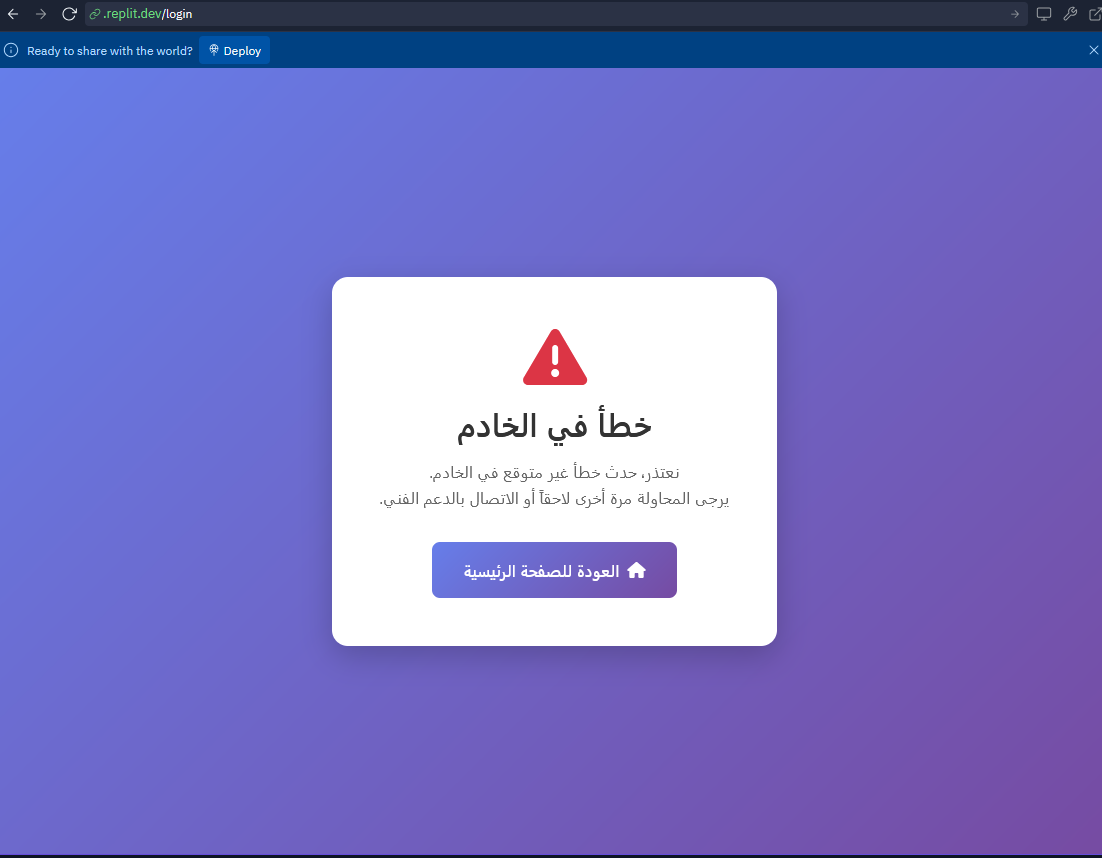 .replit.dev/login
Ready to share with the world? Deploy
خطأ في الخادم
نعتذر، حدث خطأ غير متوقع في الخادم.
يرجى المحاولة مرة أخرى لاحقاً أو الاتصال بالدعم الفني.
العودة للصفحة الرئيسية